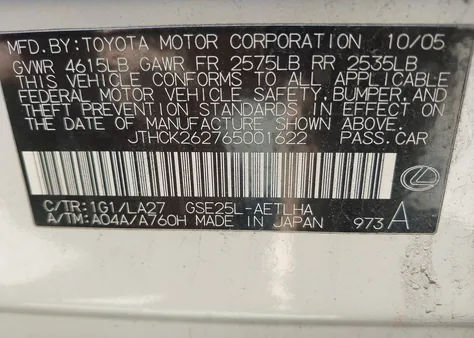 MFD.BY:TOYOTA MOTOR CORPORATION 10/05
GVWR 4615LB GAWR FR 2575LB RR 2535LB
THIS VEHICLE CONFORMS TO ALL APPLICABLE
FEDERAL MOTOR VEHICLE SAFETY, BUMPER, AND
THEFT PREVENTION STANDARDS IN EFFECT ON
THE DATE OF MANUFACTURE SHOWN ABOVE.
JTHCK262765001622 PASS.CAR
C/TR:1G1/LA27 GSE25L-AETLHA
A/TM:A04A/A760H MADE IN JAPAN 973 A